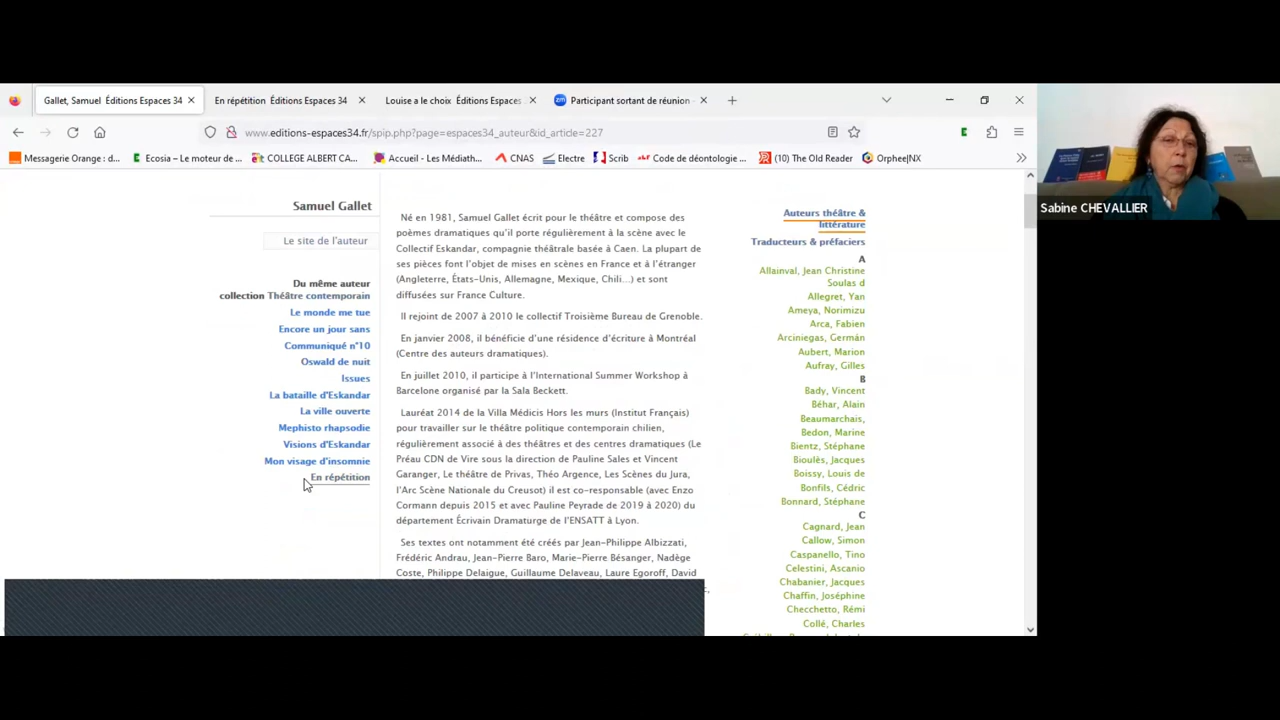 Gallet, Samuel Éditions Espaces 34
En répétition Éditions Espaces 34
Louise a le choix Éditions Espaces
Participant sortant de réunion
www.editions-espaces34.fr/spip.php?page=espaces34_auteur&id_article=227
Messagerie Orange : d...
Ecosia – Le moteur de ...
COLLEGE ALBERT CA...
Accueil - Les Médiath...
CNAS
Electre
Scrib
Code de déontologie ...
(10) The Old Reader
Orphee|NX
Samuel Gallet
Le site de l'auteur
Du même auteur
collection Théâtre contemporain
Le monde me tue
Encore un jour sans
Communiqué n°10
Oswald de nuit
Issues
La bataille d'Eskandar
La ville ouverte
Mephisto rhapsodie
Visions d'Eskandar
Mon visage d'insomnie
En répétition
Né en 1981, Samuel Gallet écrit pour le théâtre et compose des
poèmes dramatiques qu'il porte régulièrement à la scène avec le
Collectif Eskandar, compagnie théâtrale basée à Caen. La plupart de
ses pièces font l'objet de mises en scènes en France et à l'étranger
(Angleterre, États-Unis, Allemagne, Mexique, Chili...) et sont
diffusées sur France Culture.
Il rejoint de 2007 à 2010 le collectif Troisième Bureau de Grenoble.
En janvier 2008, il bénéficie d'une résidence d'écriture à Montréal
(Centre des auteurs dramatiques).
En juillet 2010, il participe à l'International Summer Workshop à
Barcelone organisé par la Sala Beckett.
Lauréat 2014 de la Villa Médicis Hors les murs (Institut Français)
pour travailler sur le théâtre politique contemporain chilien,
régulièrement associé à des théâtres et des centres dramatiques (Le
Préau CDN de Vire sous la direction de Pauline Sales et Vincent
Garanger, Le théâtre de Privas, Théo Argence, Les Scènes du Jura,
l'Arc Scène Nationale du Creusot) il est co-responsable (avec Enzo
Cormann depuis 2015 et avec Pauline Peyrade de 2019 à 2020) du
département Écrivain Dramaturge de l'ENSATT à Lyon.
Ses textes ont notamment été créés par Jean-Philippe Albizzati,
Frédéric Andrau, Jean-Pierre Baro, Marie-Pierre Bésanger, Nadège
Coste, Philippe Delaigue, Guillaume Delaveau, Laure Egoroff, David
Auteurs théâtre &
littérature
Traducteurs & préfaciers
A
Allainval, Jean Christine
Soulas d
Allegret, Yan
Ameya, Norimizu
Arca, Fabien
Arciniegas, Germán
Aubert, Marion
Aufray, Gilles
B
Bady, Vincent
Béhar, Alain
Beaumarchais,
Bedon, Marine
Bientz, Stéphane
Bioulès, Jacques
Boissy, Louis de
Bonfils, Cédric
Bonnard, Stéphane
C
Cagnard, Jean
Callow, Simon
Caspanello, Tino
Celestini, Ascanio
Chabanier, Jacques
Chaffin, Joséphine
Checchetto, Rémi
Collé, Charles
Sabine CHEVALLIER